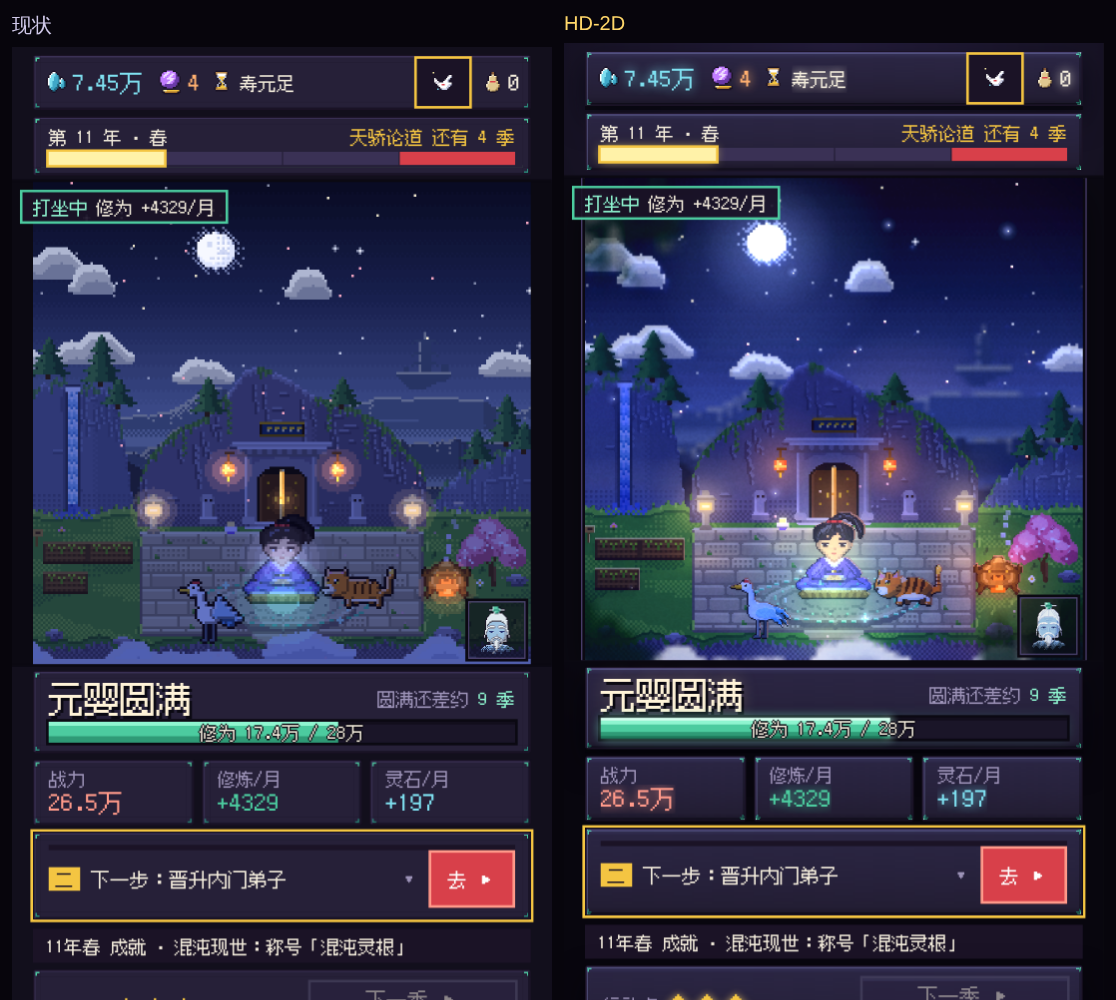 现状
7.45万 4 寿元足 0
第 11 年 · 春 天骄论道 还有 4 季
打坐中 修为 +4329/月
元婴圆满 圆满还差约 9 季
修为 17.4万 / 28万
战力 修炼/月 灵石/月
26.5万 +4329 +197
二 下一步：晋升内门弟子 去
11年春 成就 · 混沌现世：称号「混沌灵根」
下一季
HD-2D
7.45万 4 寿元足 0
第 11 年 · 春 天骄论道 还有 4 季
打坐中 修为 +4329/月
元婴圆满 圆满还差约 9 季
修为 17.4万 / 28万
战力 修炼/月 灵石/月
26.5万 +4329 +197
二 下一步：晋升内门弟子 去
11年春 成就 · 混沌现世：称号「混沌灵根」
下一季